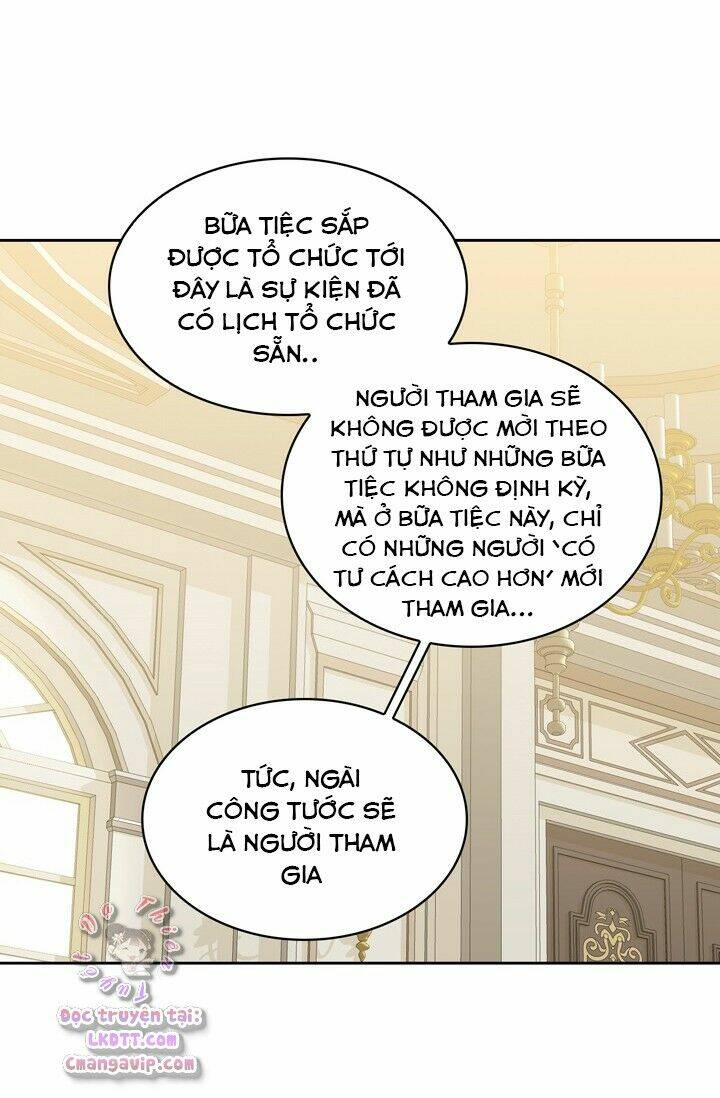 BỮA TIỆC SẮP
ĐƯỢC TỔ CHỨC TỚI
ĐÂY LÀ SỰ KIỆN ĐÃ
CÓ LỊCH TỔ CHỨC
SẴN..
NGƯỜI THAM GIA SẼ
KHÔNG ĐƯỢC MỜI THEO
THỨ TỰ NHƯ NHỮNG BỮA
TIỆC KHÔNG ĐỊNH KỲ,
MÀ Ở BỮA TIỆC NÀY, CHỈ
CÓ NHỮNG NGƯỜI ‘CÓ
TƯ CÁCH CAO HƠN’ MỚI
THAM GIA...
TỨC, NGÀI
CÔNG TƯỚC SẼ
LÀ NGƯỜI THAM
GIA
Dạ Thiên
Tuyết
Đọc truyện tại:
LKDTT.com
Cmangavip.com